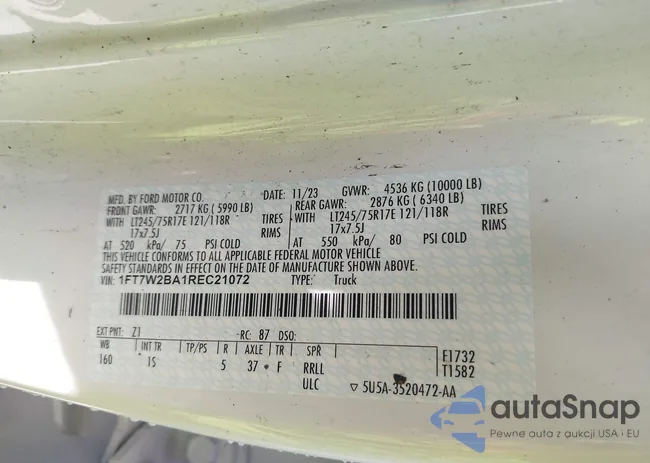 MFD. BY FORD MOTOR CO. DATE: 11/23 GVWR: 4536 KG (10000 LB)
FRONT GAWR: 2717 KG (5990 LB) REAR GAWR: 2876 KG (6340 LB)
WITH LT245/75R17E 121/118R TIRES WITH LT245/75R17E 121/118R TIRES
17x7.5J RIMS 17x7.5J RIMS
AT 520 kPa/ 75 PSI COLD AT 550 kPa/ 80 PSI COLD
THIS VEHICLE CONFORMS TO ALL APPLICABLE FEDERAL MOTOR VEHICLE
SAFETY STANDARDS IN EFFECT ON THE DATE OF MANUFACTURE SHOWN ABOVE.
VIN: 1FT7W2BA1REC21072 TYPE: Truck
EXT PNT: Z1 RC: 87 DSO:
WB INT TR TP/PS R AXLE TR SPR F1732
160 15 5 37 F RRLL T1582
ULC ▽ 5U5A-3520472-AA
autaSnap
Pewne auta z aukcji USA i EU